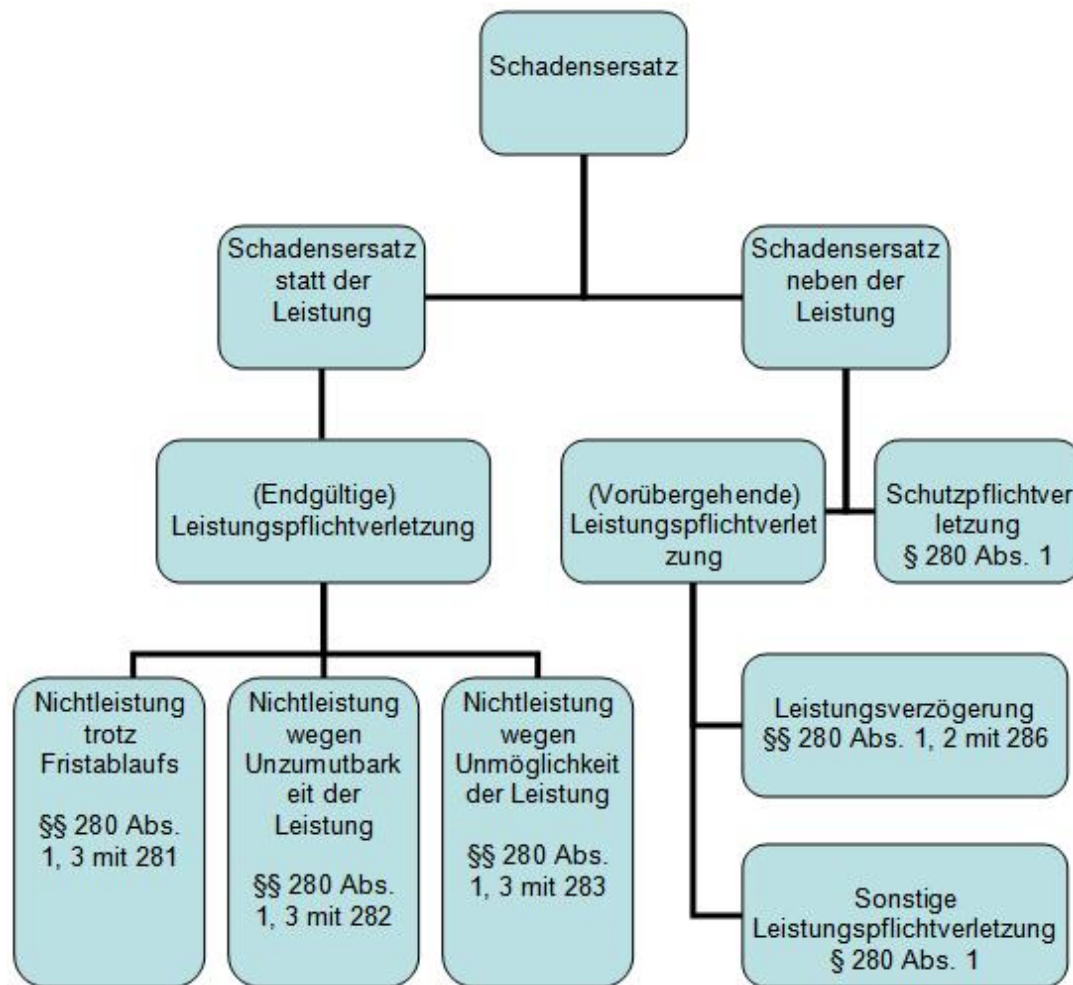 Schadensersatz
Schadensersatz
statt der
Leistung
Schadensersatz
neben der
Leistung
(Endgültige)
Leistungspflichtverletzung
(Vorübergehende)
Leistungspflichtverlet
zung
Schutzpflichtver
letzung
§ 280 Abs. 1
Nichtleistung
trotz
Fristablaufs
§§ 280 Abs.
1, 3 mit 281
Nichtleistung
wegen
Unzumutbark
eit der
Leistung
§§ 280 Abs.
1, 3 mit 282
Nichtleistung
wegen
Unmöglichkeit
der Leistung
§§ 280 Abs.
1, 3 mit 283
Leistungsverzögerung
§§ 280 Abs. 1, 2 mit 286
Sonstige
Leistungspflichtverletzung
§ 280 Abs. 1